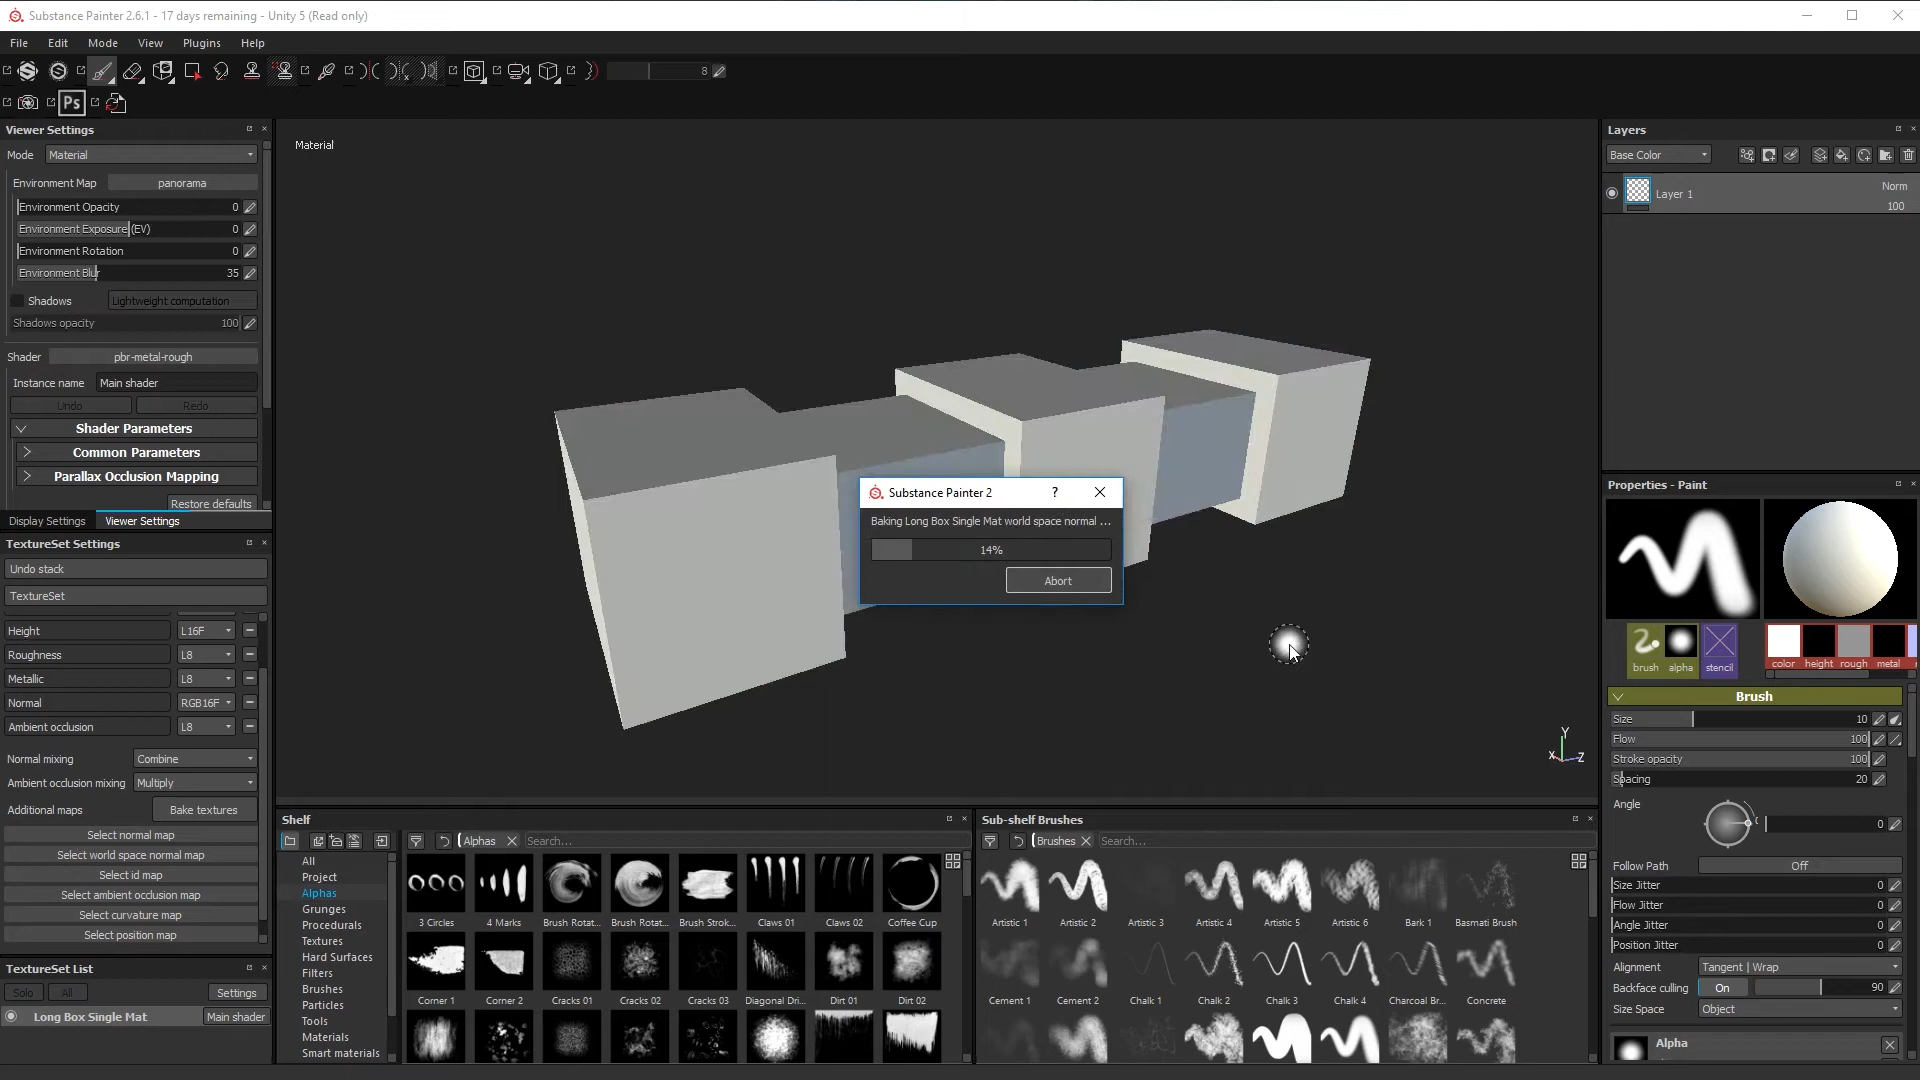 Substance Painter 2.6.1 - 17 days remaining - Unity 5 (Read only)
File Edit Mode View Plugins Help
8
Ps
Viewer Settings
Mode Material
Environment Map panorama
Environment Opacity 0
Environment Exposure (EV) 0
Environment Rotation 0
Environment Blur 35
Shadows Lightweight computation
Shadows opacity 100
Shader pbr-metal-rough
Instance name Main shader
Undo Redo
Shader Parameters
Common Parameters
Parallax Occlusion Mapping
Restore defaults
Display Settings Viewer Settings
TextureSet Settings
Undo stack
TextureSet
Height L16F
Roughness L8
Metallic L8
Normal RGB16F
Ambient occlusion L8
Normal mixing Combine
Ambient occlusion mixing Multiply
Additional maps Bake textures
Select normal map
Select world space normal map
Select id map
Select ambient occlusion map
Select curvature map
Select position map
TextureSet List
Solo All Settings
Long Box Single Mat Main shader
Material
Substance Painter 2 ?
Baking Long Box Single Mat world space normal ...
14%
Abort
Y
X Z
Shelf
Alphas Search...
All
Project
Alphas
Grunges
Procedurals
Textures
Hard Surfaces
Filters
Brushes
Particles
Tools
Materials
Smart materials
3 Circles 4 Marks Brush Rotat... Brush Rotat... Brush Strok... Claws 01 Claws 02 Coffee Cup
Corner 1 Corner 2 Cracks 01 Cracks 02 Cracks 03 Diagonal Dri... Dirt 01 Dirt 02
Sub-shelf Brushes
Brushes Search...
Artistic 1 Artistic 2 Artistic 3 Artistic 4 Artistic 5 Artistic 6 Bark 1 Basmati Brush
Cement 1 Cement 2 Chalk 1 Chalk 2 Chalk 3 Chalk 4 Charcoal Br... Concrete
Layers
Base Color
Layer 1 Norm
100
Properties - Paint
brush alpha stencil color height rough metal
Brush
Size 10
Flow 100
Stroke opacity 100
Spacing 20
Angle 0
Follow Path Off
Size Jitter 0
Flow Jitter 0
Angle Jitter 0
Position Jitter 0
Alignment Tangent | Wrap
Backface culling On 90
Size Space Object
Alpha